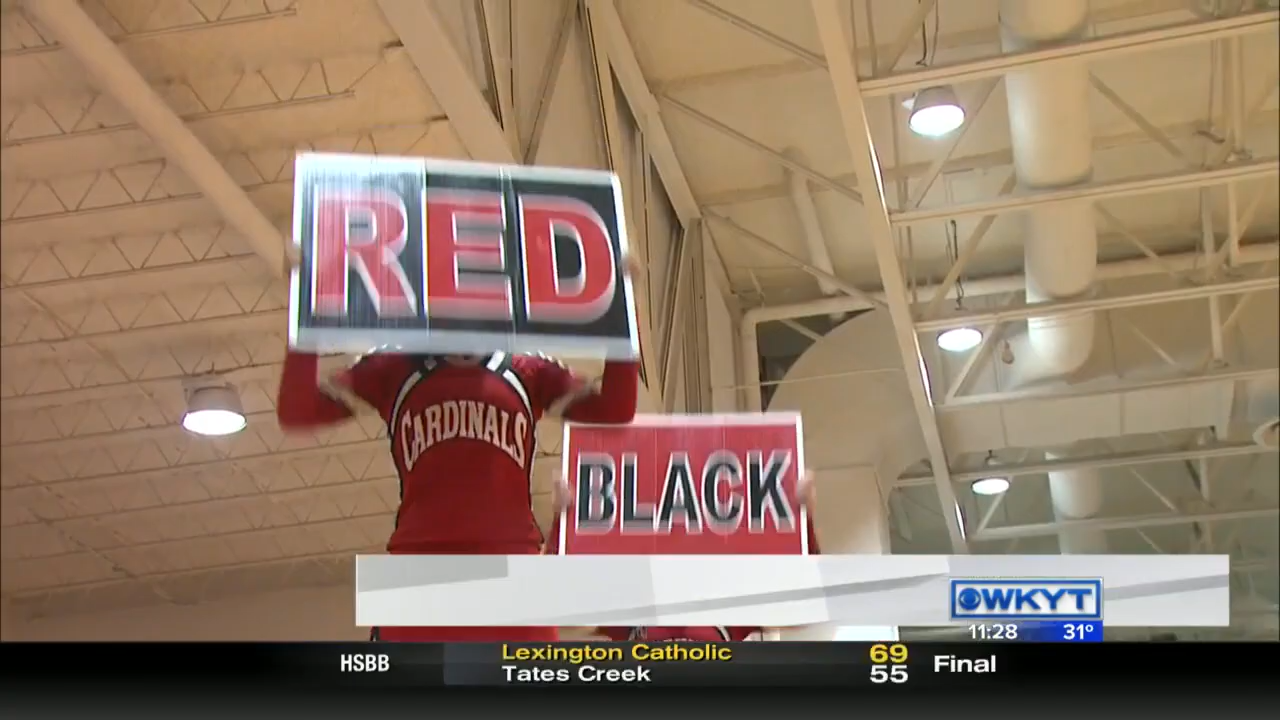 RED
CARDINALS
BLACK
WKYT
11:28 31°
HSBB
Lexington Catholic 69 Final
Tates Creek 55